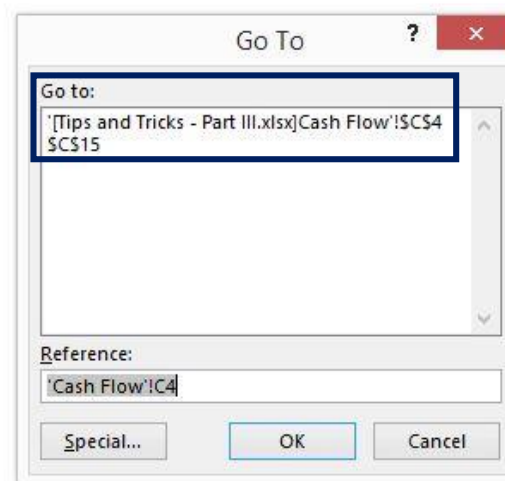 Go To
?
×
Go to:
'[Tips and Tricks - Part III.xlsx]Cash Flow'!$C$4
$C$15
Reference:
'Cash Flow'!C4
Special...
OK
Cancel